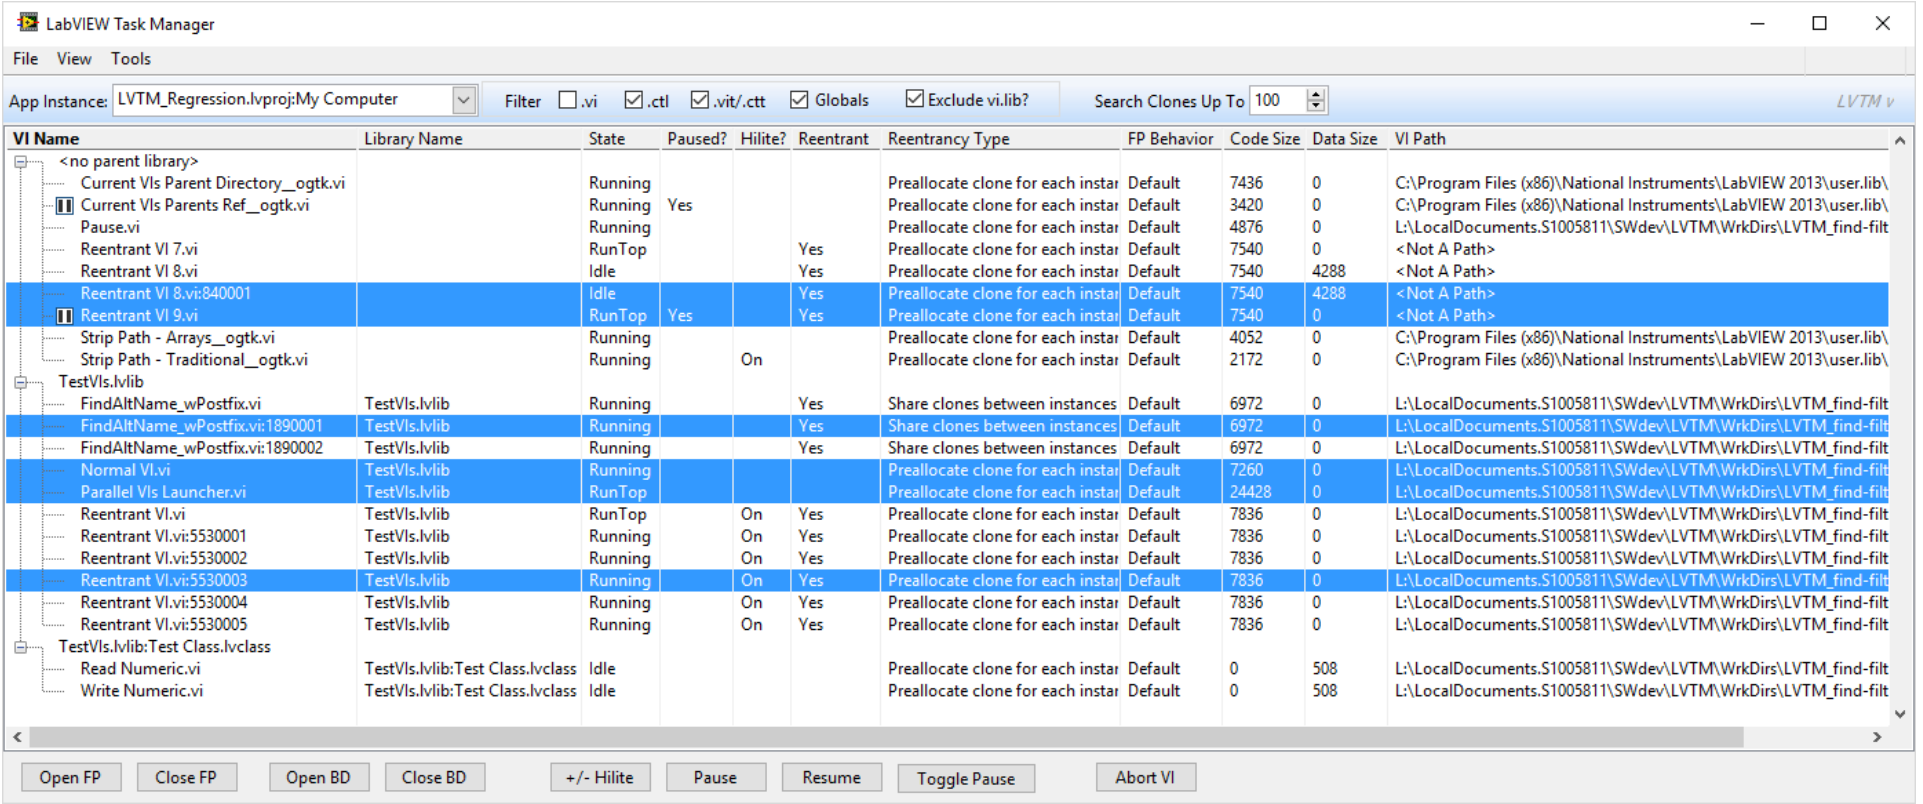 LabVIEW Task Manager
File View Tools
App Instance: LVTM_Regression.lvproj:My Computer Filter .vi .ctl .vit/.ctt Globals Exclude vi.lib? Search Clones Up To 100 LVTM v
VI Name Library Name State Paused? Hilite? Reentrant Reentrancy Type FP Behavior Code Size Data Size VI Path
<no parent library>
Current VIs Parent Directory__ogtk.vi Running Preallocate clone for each instar Default 7436 0 C:\Program Files (x86)\National Instruments\LabVIEW 2013\user.lib\
Current VIs Parents Ref__ogtk.vi Running Yes Preallocate clone for each instar Default 3420 0 C:\Program Files (x86)\National Instruments\LabVIEW 2013\user.lib\
Pause.vi Running Preallocate clone for each instar Default 4876 0 L:\LocalDocuments.S1005811\SWdev\LVTM\WrkDirs\LVTM_find-filt
Reentrant VI 7.vi RunTop Yes Preallocate clone for each instar Default 7540 0 <Not A Path>
Reentrant VI 8.vi Idle Yes Preallocate clone for each instar Default 7540 4288 <Not A Path>
Reentrant VI 8.vi:840001 Idle Yes Preallocate clone for each instar Default 7540 4288 <Not A Path>
Reentrant VI 9.vi RunTop Yes Yes Preallocate clone for each instar Default 7540 0 <Not A Path>
Strip Path - Arrays__ogtk.vi Running Preallocate clone for each instar Default 4052 0 C:\Program Files (x86)\National Instruments\LabVIEW 2013\user.lib\
Strip Path - Traditional__ogtk.vi Running On Preallocate clone for each instar Default 2172 0 C:\Program Files (x86)\National Instruments\LabVIEW 2013\user.lib\
TestVIs.lvlib
FindAltName_wPostfix.vi TestVIs.lvlib Running Yes Share clones between instances Default 6972 0 L:\LocalDocuments.S1005811\SWdev\LVTM\WrkDirs\LVTM_find-filt
FindAltName_wPostfix.vi:1890001 TestVIs.lvlib Running Yes Share clones between instances Default 6972 0 L:\LocalDocuments.S1005811\SWdev\LVTM\WrkDirs\LVTM_find-filt
FindAltName_wPostfix.vi:1890002 TestVIs.lvlib Running Yes Share clones between instances Default 6972 0 L:\LocalDocuments.S1005811\SWdev\LVTM\WrkDirs\LVTM_find-filt
Normal VI.vi TestVIs.lvlib Running Preallocate clone for each instar Default 7260 0 L:\LocalDocuments.S1005811\SWdev\LVTM\WrkDirs\LVTM_find-filt
Parallel VIs Launcher.vi TestVIs.lvlib RunTop Preallocate clone for each instar Default 24428 0 L:\LocalDocuments.S1005811\SWdev\LVTM\WrkDirs\LVTM_find-filt
Reentrant VI.vi TestVIs.lvlib RunTop On Yes Preallocate clone for each instar Default 7836 0 L:\LocalDocuments.S1005811\SWdev\LVTM\WrkDirs\LVTM_find-filt
Reentrant VI.vi:5530001 TestVIs.lvlib Running On Yes Preallocate clone for each instar Default 7836 0 L:\LocalDocuments.S1005811\SWdev\LVTM\WrkDirs\LVTM_find-filt
Reentrant VI.vi:5530002 TestVIs.lvlib Running On Yes Preallocate clone for each instar Default 7836 0 L:\LocalDocuments.S1005811\SWdev\LVTM\WrkDirs\LVTM_find-filt
Reentrant VI.vi:5530003 TestVIs.lvlib Running On Yes Preallocate clone for each instar Default 7836 0 L:\LocalDocuments.S1005811\SWdev\LVTM\WrkDirs\LVTM_find-filt
Reentrant VI.vi:5530004 TestVIs.lvlib Running On Yes Preallocate clone for each instar Default 7836 0 L:\LocalDocuments.S1005811\SWdev\LVTM\WrkDirs\LVTM_find-filt
Reentrant VI.vi:5530005 TestVIs.lvlib Running On Yes Preallocate clone for each instar Default 7836 0 L:\LocalDocuments.S1005811\SWdev\LVTM\WrkDirs\LVTM_find-filt
TestVIs.lvlib:Test Class.lvclass
Read Numeric.vi TestVIs.lvlib:Test Class.lvclass Idle Preallocate clone for each instar Default 0 508 L:\LocalDocuments.S1005811\SWdev\LVTM\WrkDirs\LVTM_find-filt
Write Numeric.vi TestVIs.lvlib:Test Class.lvclass Idle Preallocate clone for each instar Default 0 508 L:\LocalDocuments.S1005811\SWdev\LVTM\WrkDirs\LVTM_find-filt
Open FP Close FP Open BD Close BD +/- Hilite Pause Resume Toggle Pause Abort VI